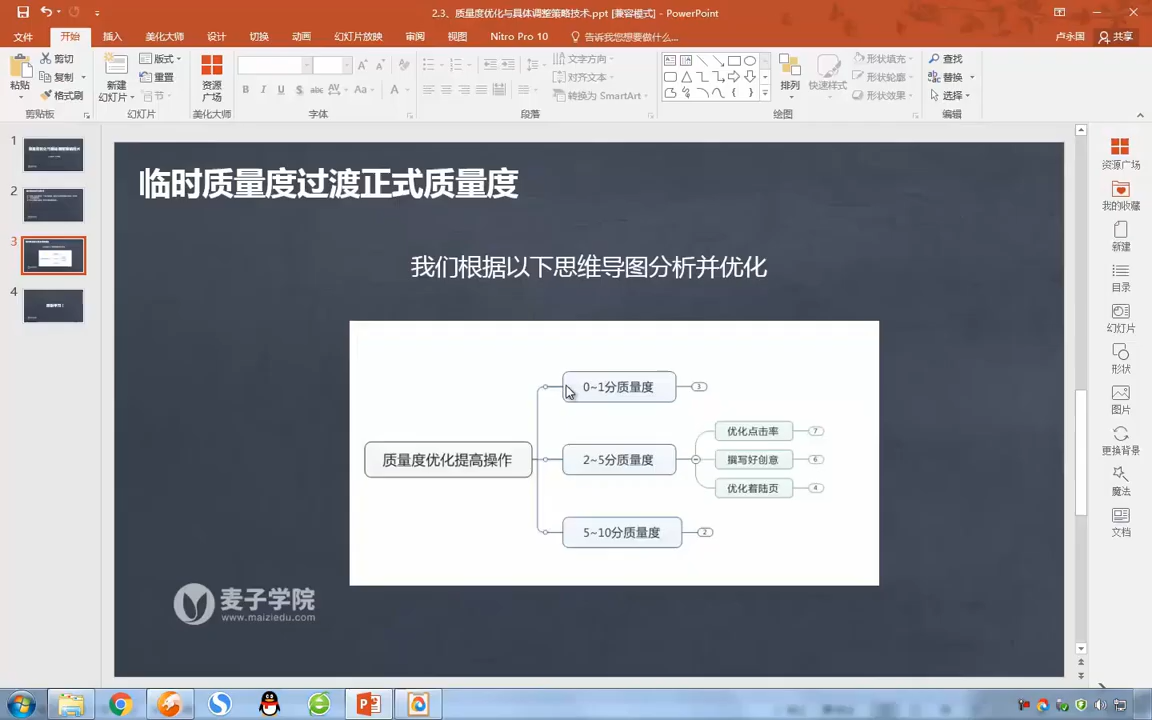 2.3、质量度优化与具体调整策略技术.ppt [兼容模式] - PowerPoint
文件 开始 插入 美化大师 设计 切换 动画 幻灯片放映 审阅 视图 Nitro Pro 10 告诉我您想要做什么... 卢永国 共享
粘贴 剪切 复制 格式刷 剪贴板
新建 幻灯片 版式 重置 节 幻灯片
资源 广场 美化大师
B I U S abc AV Aa A 字体
文字方向 对齐文本 转换为 SmartArt 段落
排列 快速样式 形状填充 形状轮廓 形状效果 绘图
查找 替换 选择 编辑
1
2
3
4
临时质量度过渡正式质量度
我们根据以下思维导图分析并优化
质量度优化提高操作
0~1分质量度 3
2~5分质量度
优化点击率 7
撰写好创意 6
优化着陆页 4
5~10分质量度 2
麦子学院
www.maiziedu.com
资源广场
我的收藏
新建
目录
幻灯片
形状
图片
更换背景
魔法
文档